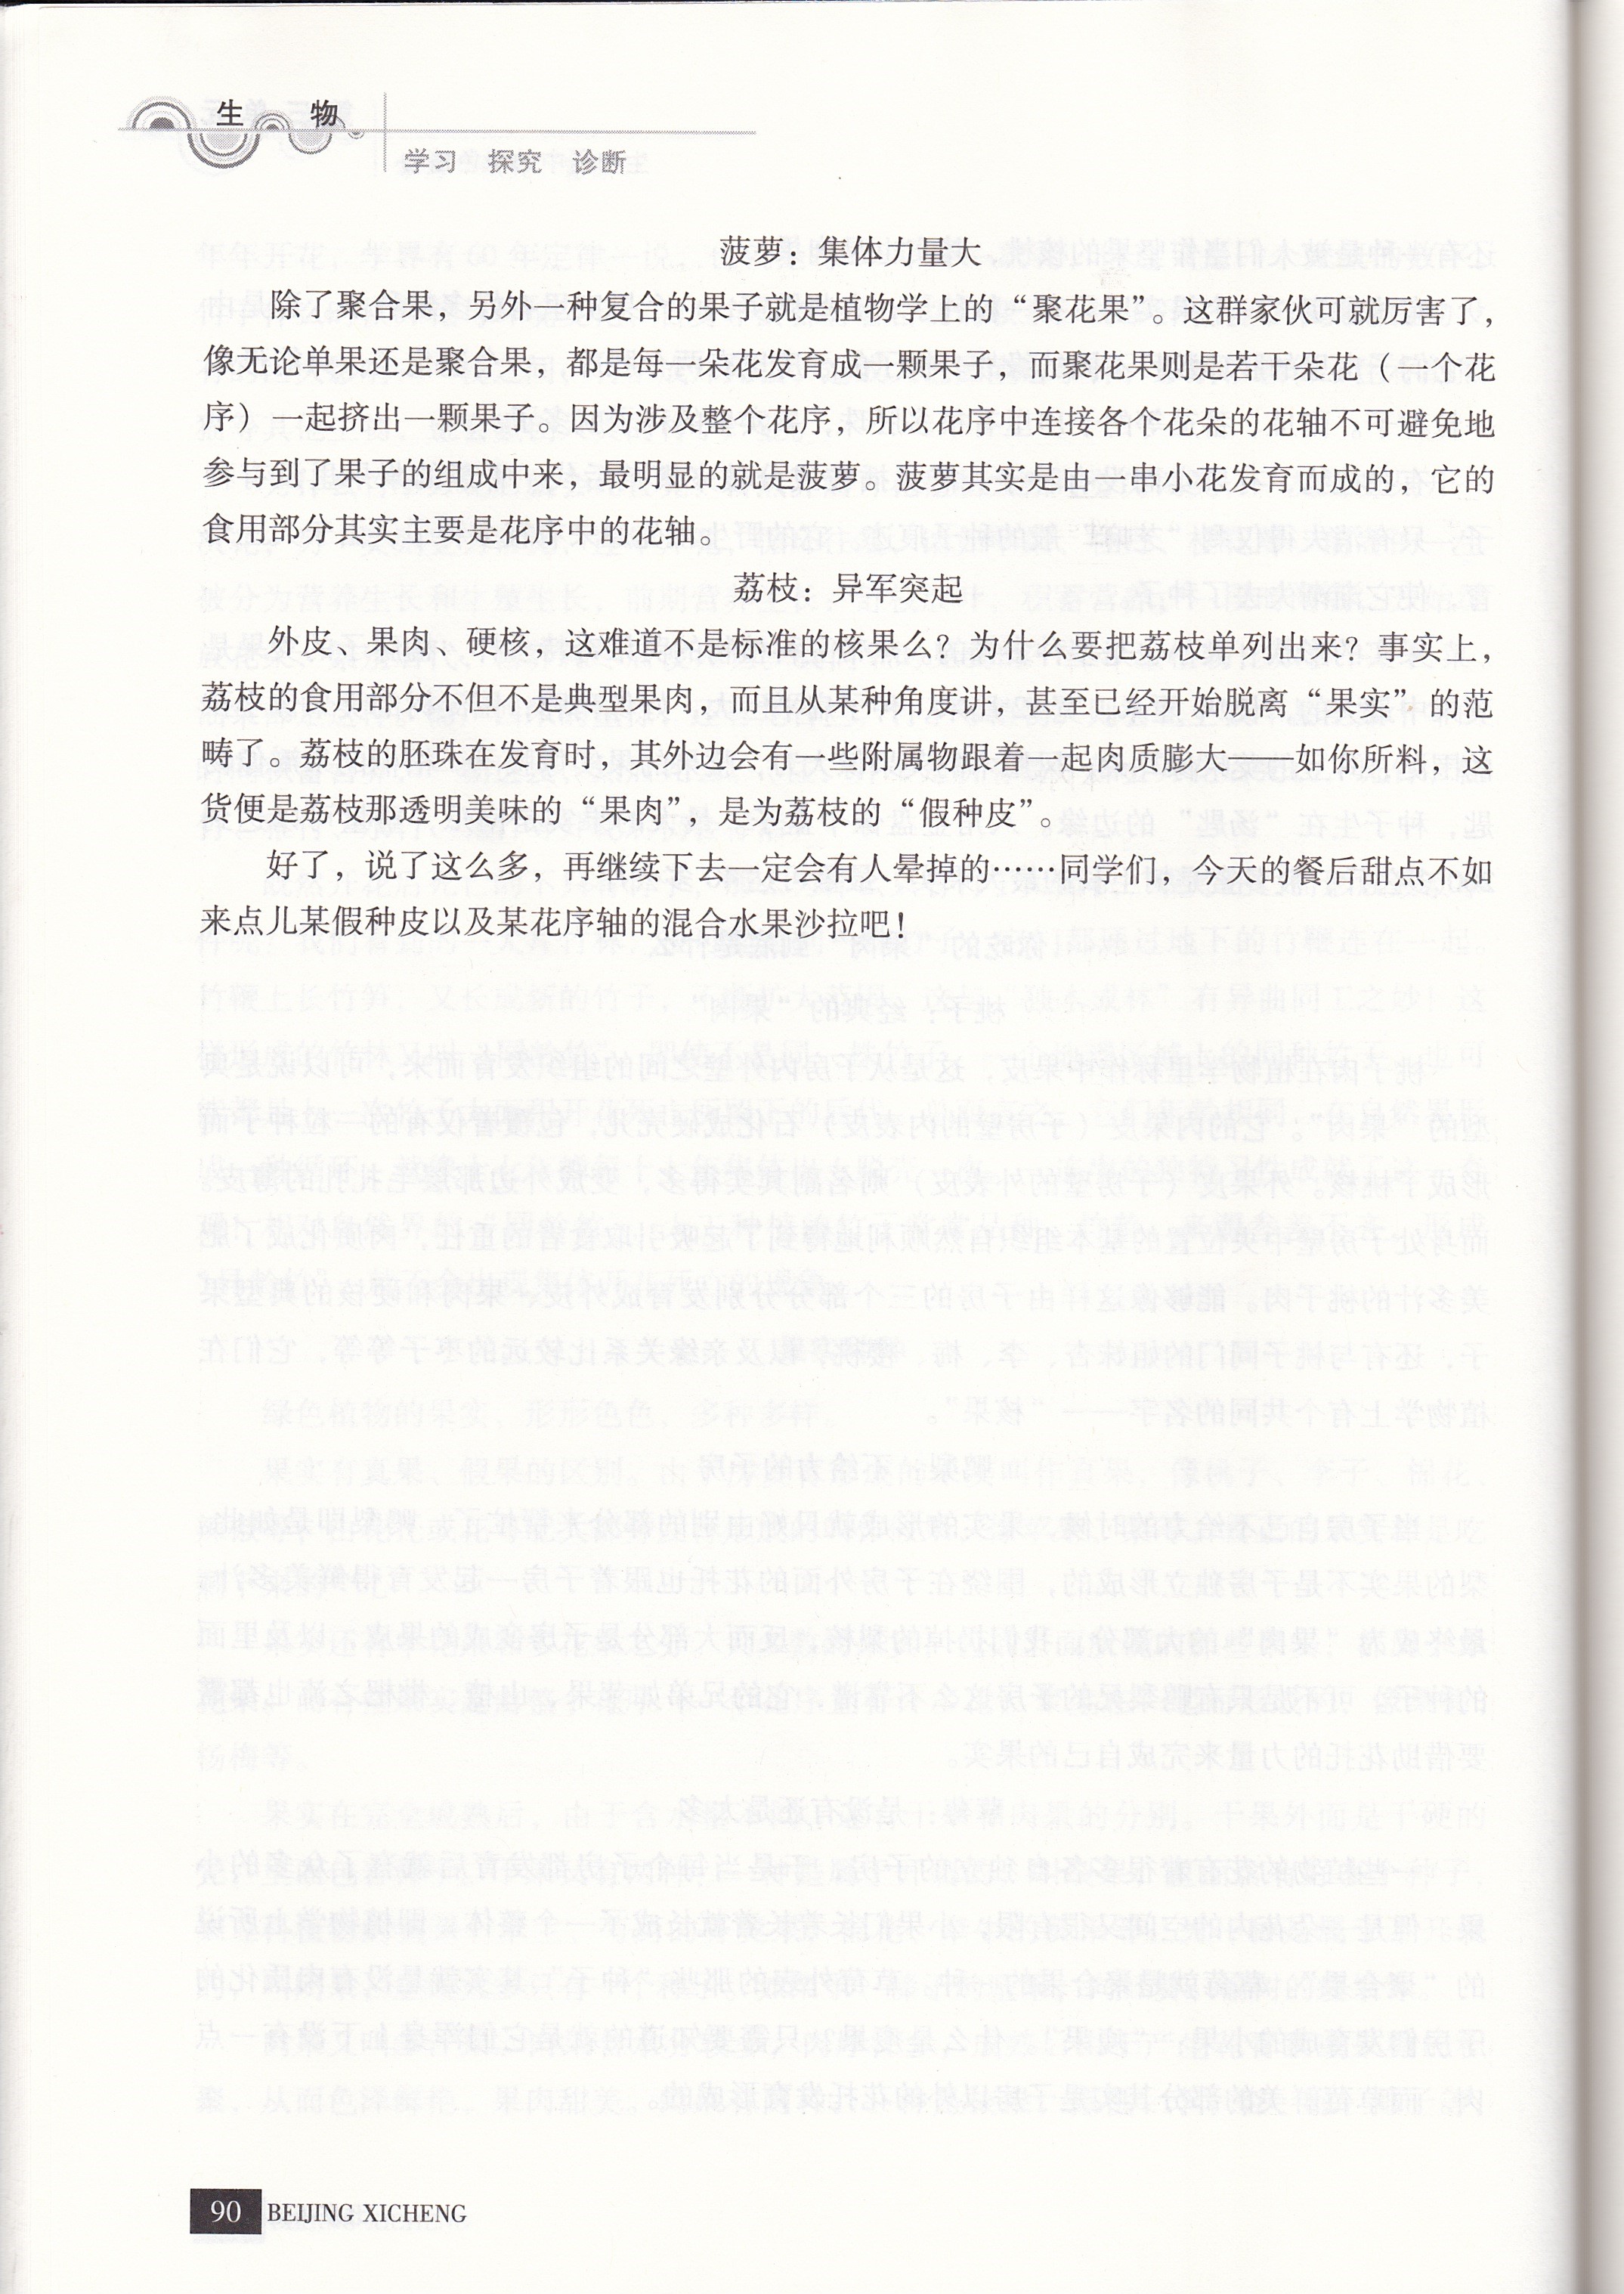 生 物
学习 探究 诊断
菠萝：集体力量大
除了聚合果，另外一种复合的果子就是植物学上的“聚花果”。这群家伙可就厉害了，
像无论单果还是聚合果，都是每一朵花发育成一颗果子，而聚花果则是若干朵花（一个花
序）一起挤出一颗果子。因为涉及整个花序，所以花序中连接各个花朵的花轴不可避免地
参与到了果子的组成中来，最明显的就是菠萝。菠萝其实是由一串小花发育而成的，它的
食用部分其实主要是花序中的花轴。
荔枝：异军突起
外皮、果肉、硬核，这难道不是标准的核果么？为什么要把荔枝单列出来？事实上，
荔枝的食用部分不但不是典型果肉，而且从某种角度讲，甚至已经开始脱离“果实”的范
畴了。荔枝的胚珠在发育时，其外边会有一些附属物跟着一起肉质膨大——如你所料，这
货便是荔枝那透明美味的“果肉”，是为荔枝的“假种皮”。
好了，说了这么多，再继续下去一定会有人晕掉的……同学们，今天的餐后甜点不如
来点儿某假种皮以及某花序轴的混合水果沙拉吧！
90 BEIJING XICHENG